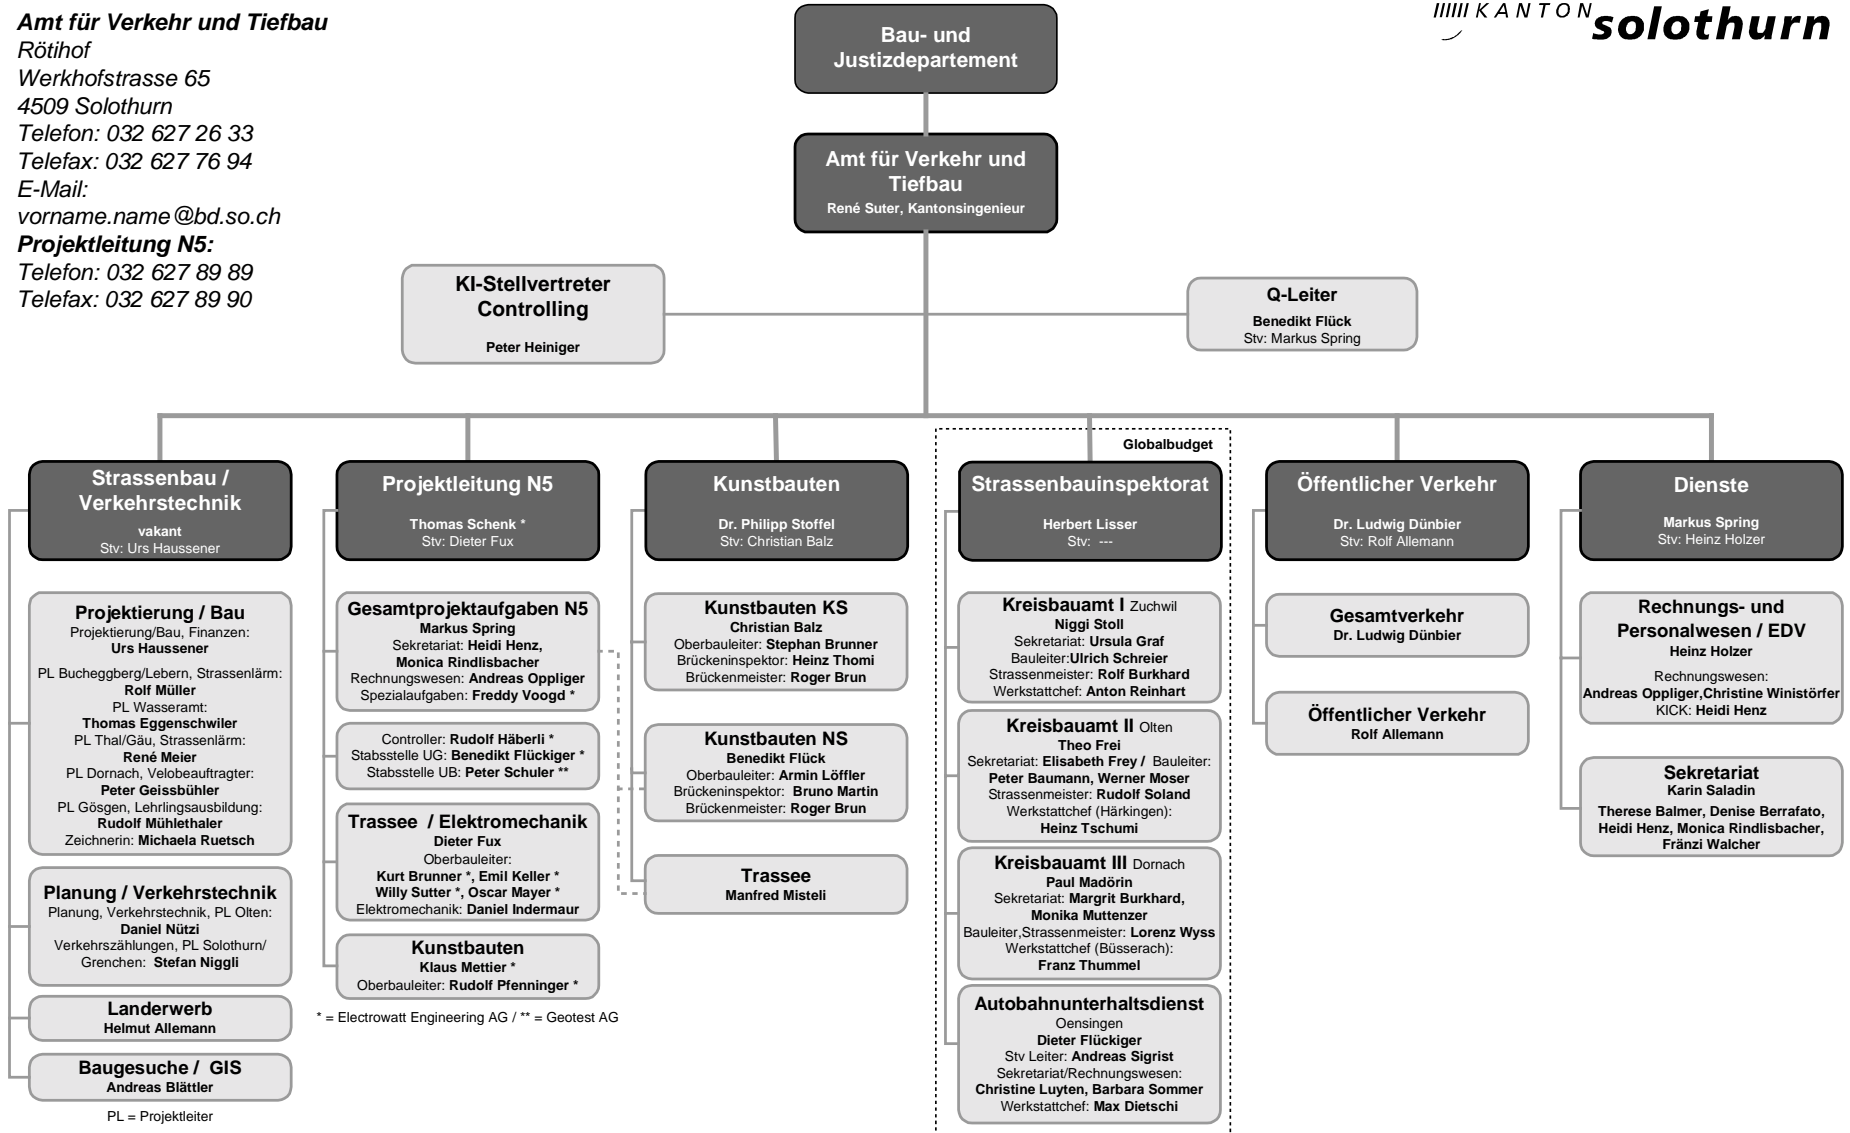 Amt für Verkehr und Tiefbau
Rötihof
Werkhofstrasse 65
4509 Solothurn
Telefon: 032 627 26 33
Telefax: 032 627 76 94
E-Mail:
vorname.name@bd.so.ch
Projektleitung N5:
Telefon: 032 627 89 89
Telefax: 032 627 89 90
KANTON solothurn
Bau- und
Justizdepartement
Amt für Verkehr und
Tiefbau
René Suter, Kantonsingenieur
KI-Stellvertreter
Controlling
Peter Heiniger
Q-Leiter
Benedikt Flück
Stv: Markus Spring
Strassenbau /
Verkehrstechnik
vakant
Stv: Urs Haussener
Projektierung / Bau
Projektierung/Bau, Finanzen:
Urs Haussener
PL Bucheggberg/Lebern, Strassenlärm:
Rolf Müller
PL Wasseramt:
Thomas Eggenschwiler
PL Thal/Gäu, Strassenlärm:
René Meier
PL Dornach, Velobeauftragter:
Peter Geissbühler
PL Gösgen, Lehrlingsausbildung:
Rudolf Mühlethaler
Zeichnerin: Michaela Ruetsch
Planung / Verkehrstechnik
Planung, Verkehrstechnik, PL Olten:
Daniel Nützi
Verkehrszählungen, PL Solothurn/
Grenchen: Stefan Niggli
Landerwerb
Helmut Allemann
Baugesuche / GIS
Andreas Blättler
PL = Projektleiter
Projektleitung N5
Thomas Schenk *
Stv: Dieter Fux
Gesamtprojektaufgaben N5
Markus Spring
Sekretariat: Heidi Henz,
Monica Rindlisbacher
Rechnungswesen: Andreas Oppliger
Spezialaufgaben: Freddy Voogd *
Controller: Rudolf Häberli *
Stabsstelle UG: Benedikt Flückiger *
Stabsstelle UB: Peter Schuler **
Trassee / Elektromechanik
Dieter Fux
Oberbauleiter:
Kurt Brunner *, Emil Keller *
Willy Sutter *, Oscar Mayer *
Elektromechanik: Daniel Indermaur
Kunstbauten
Klaus Mettier *
Oberbauleiter: Rudolf Pfenninger *
* = Electrowatt Engineering AG / ** = Geotest AG
Kunstbauten
Dr. Philipp Stoffel
Stv: Christian Balz
Kunstbauten KS
Christian Balz
Oberbauleiter: Stephan Brunner
Brückeninspektor: Heinz Thomi
Brückenmeister: Roger Brun
Kunstbauten NS
Benedikt Flück
Oberbauleiter: Armin Löffler
Brückeninspektor: Bruno Martin
Brückenmeister: Roger Brun
Trassee
Manfred Misteli
Globalbudget
Strassenbauinspektorat
Herbert Lisser
Stv: ---
Kreisbauamt I Zuchwil
Niggi Stoll
Sekretariat: Ursula Graf
Bauleiter:Ulrich Schreier
Strassenmeister: Rolf Burkhard
Werkstattchef: Anton Reinhart
Kreisbauamt II Olten
Theo Frei
Sekretariat: Elisabeth Frey / Bauleiter:
Peter Baumann, Werner Moser
Strassenmeister: Rudolf Soland
Werkstattchef (Härkingen):
Heinz Tschumi
Kreisbauamt III Dornach
Paul Madörin
Sekretariat: Margrit Burkhard,
Monika Muttenzer
Bauleiter,Strassenmeister: Lorenz Wyss
Werkstattchef (Büsserach):
Franz Thummel
Autobahnunterhaltsdienst
Oensingen
Dieter Flückiger
Stv Leiter: Andreas Sigrist
Sekretariat/Rechnungswesen:
Christine Luyten, Barbara Sommer
Werkstattchef: Max Dietschi
Öffentlicher Verkehr
Dr. Ludwig Dünbier
Stv: Rolf Allemann
Gesamtverkehr
Dr. Ludwig Dünbier
Öffentlicher Verkehr
Rolf Allemann
Dienste
Markus Spring
Stv: Heinz Holzer
Rechnungs- und
Personalwesen / EDV
Heinz Holzer
Rechnungswesen:
Andreas Oppliger,Christine Winistörfer
KICK: Heidi Henz
Sekretariat
Karin Saladin
Therese Balmer, Denise Berrafato,
Heidi Henz, Monica Rindlisbacher,
Fränzi Walcher